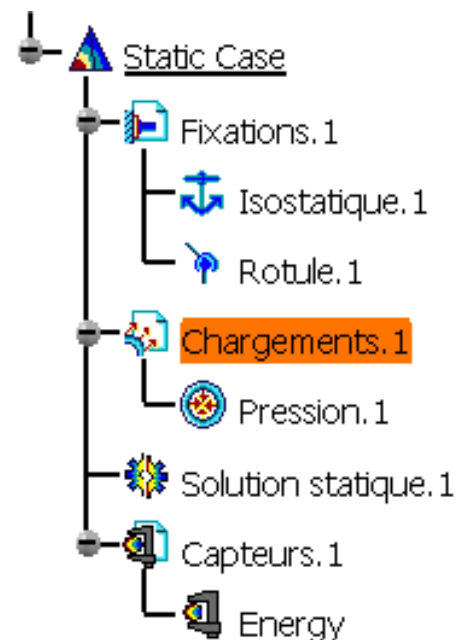 Static Case
Fixations.1
Isostatique.1
Rotule.1
Chargements.1
Pression.1
Solution statique.1
Capteurs.1
Energy